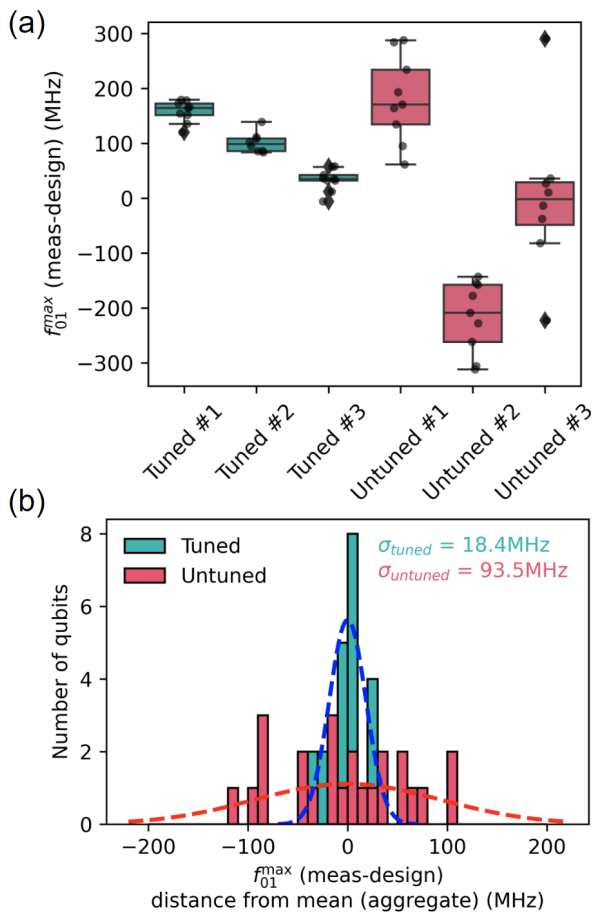 (a)
300
200
100
0
−100
−200
−300
f₀₁ᵐᵃˣ (meas-design) (MHz)
Tuned #1
Tuned #2
Tuned #3
Untuned #1
Untuned #2
Untuned #3
(b)
8
6
4
2
0
Number of qubits
Tuned
Untuned
σ_tuned = 18.4MHz
σ_untuned = 93.5MHz
−200
−100
0
100
200
f₀₁ᵐᵃˣ (meas-design)
distance from mean (aggregate) (MHz)